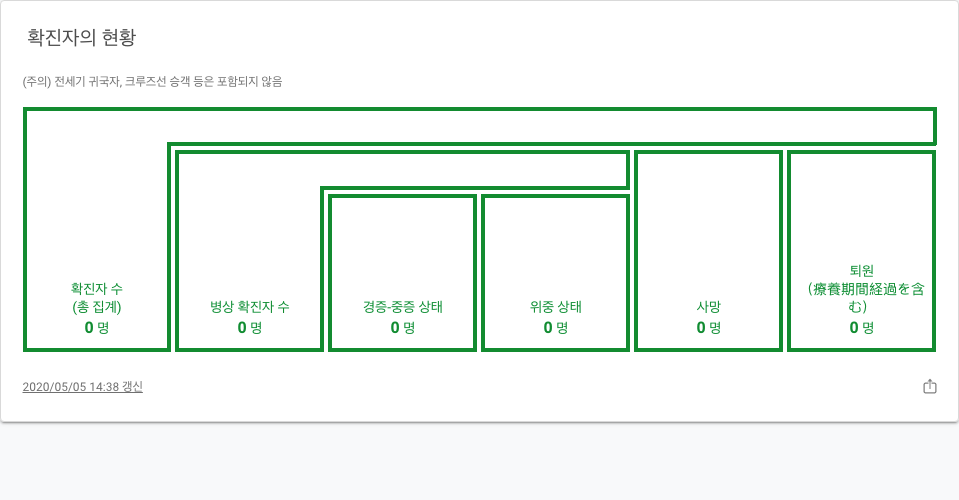 확진자의 현황
(주의) 전세기 귀국자, 크루즈선 승객 등은 포함되지 않음
확진자 수
(총 집계)
0 명
병상 확진자 수
0 명
경증-중증 상태
0 명
위중 상태
0 명
사망
0 명
퇴원
（療養期間経過を含
む）
0 명
2020/05/05 14:38 갱신